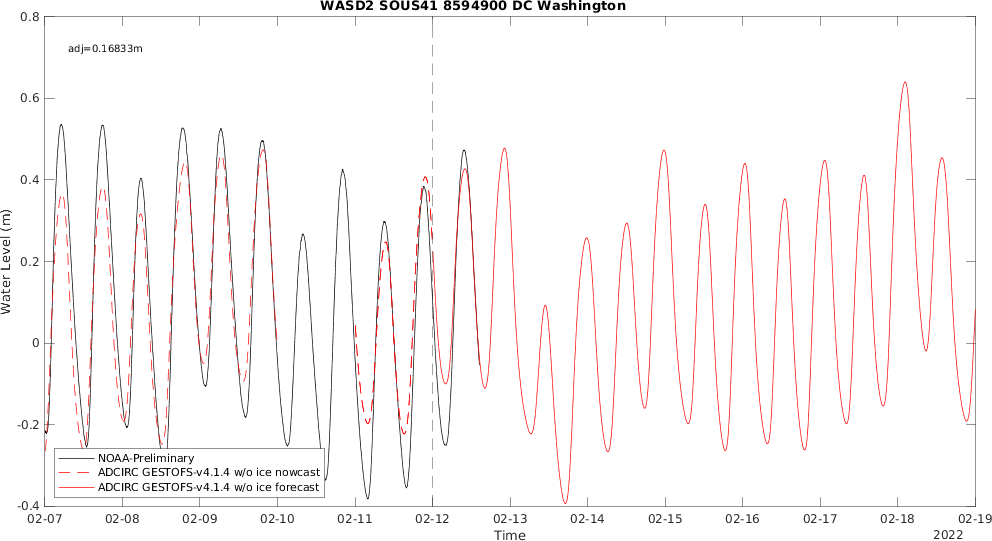 WASD2 SOUS41 8594900 DC Washington
adj=0.16833m
0.8
0.6
0.4
0.2
0
-0.2
-0.4
Water Level (m)
NOAA-Preliminary
ADCIRC GESTOFS-v4.1.4 w/o ice nowcast
ADCIRC GESTOFS-v4.1.4 w/o ice forecast
02-07 02-08 02-09 02-10 02-11 02-12 02-13 02-14 02-15 02-16 02-17 02-18 02-19
Time
2022